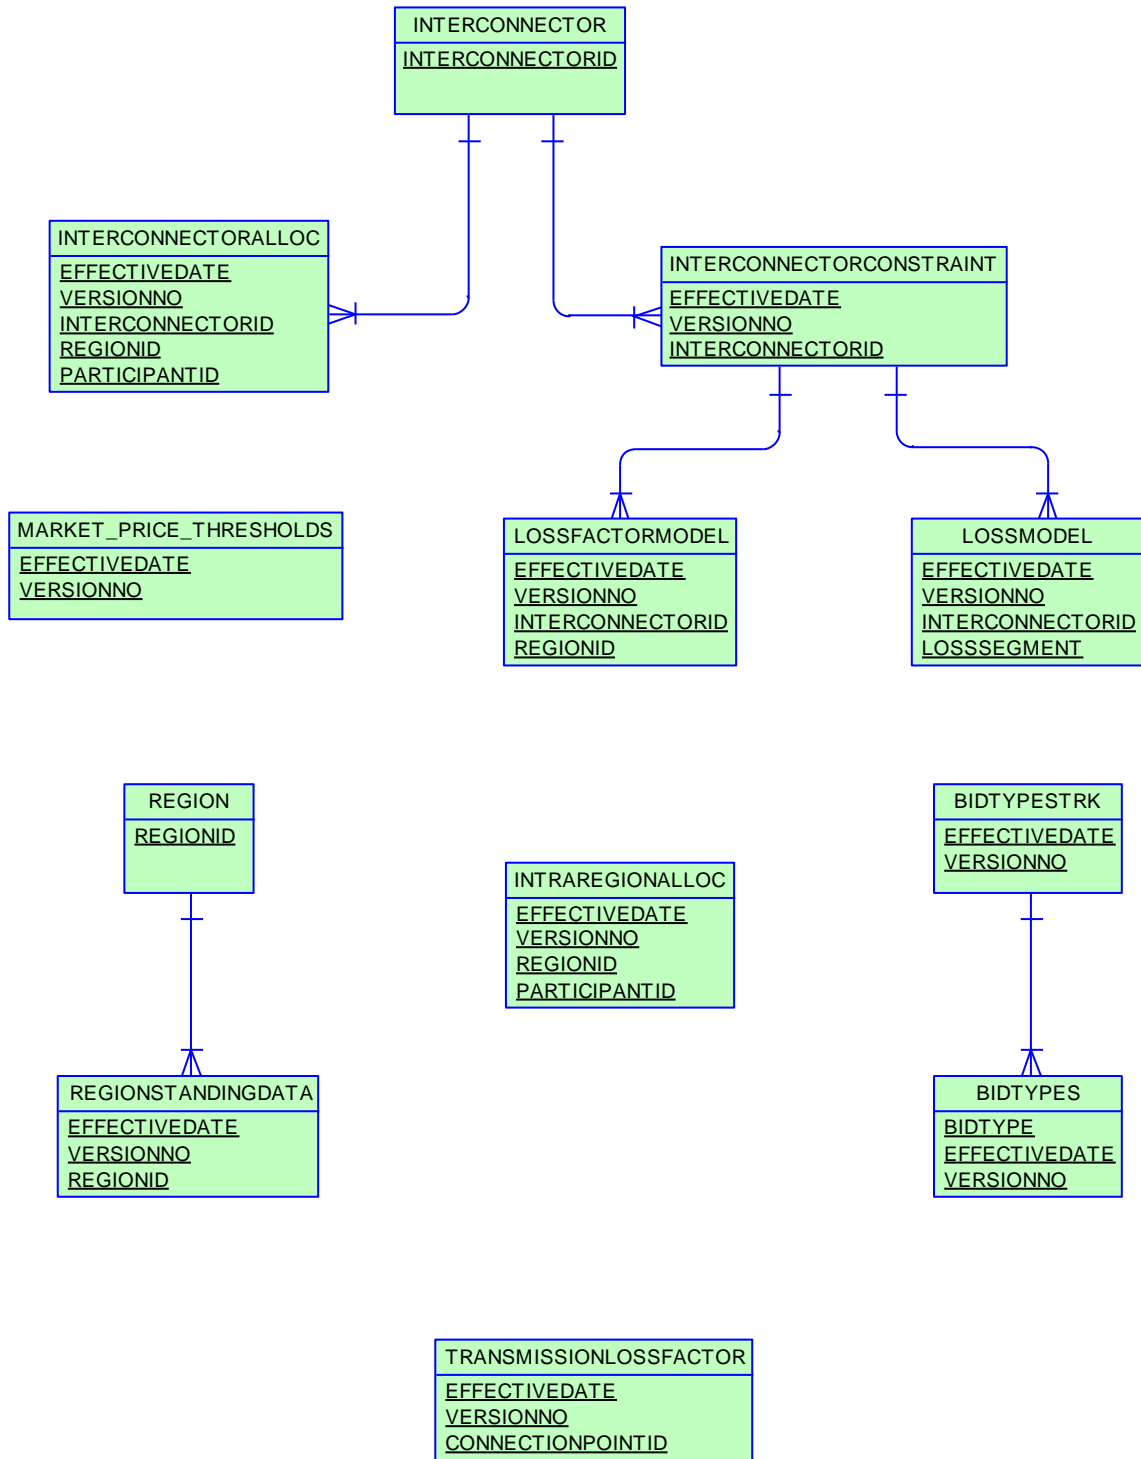 INTERCONNECTOR
INTERCONNECTORID
INTERCONNECTORALLOC
EFFECTIVEDATE
VERSIONNO
INTERCONNECTORID
REGIONID
PARTICIPANTID
INTERCONNECTORCONSTRAINT
EFFECTIVEDATE
VERSIONNO
INTERCONNECTORID
MARKET_PRICE_THRESHOLDS
EFFECTIVEDATE
VERSIONNO
LOSSFACTORMODEL
EFFECTIVEDATE
VERSIONNO
INTERCONNECTORID
REGIONID
LOSSMODEL
EFFECTIVEDATE
VERSIONNO
INTERCONNECTORID
LOSSSEGMENT
REGION
REGIONID
INTRAREGIONALLOC
EFFECTIVEDATE
VERSIONNO
REGIONID
PARTICIPANTID
BIDTYPESTRK
EFFECTIVEDATE
VERSIONNO
REGIONSTANDINGDATA
EFFECTIVEDATE
VERSIONNO
REGIONID
BIDTYPES
BIDTYPE
EFFECTIVEDATE
VERSIONNO
TRANSMISSIONLOSSFACTOR
EFFECTIVEDATE
VERSIONNO
CONNECTIONPOINTID